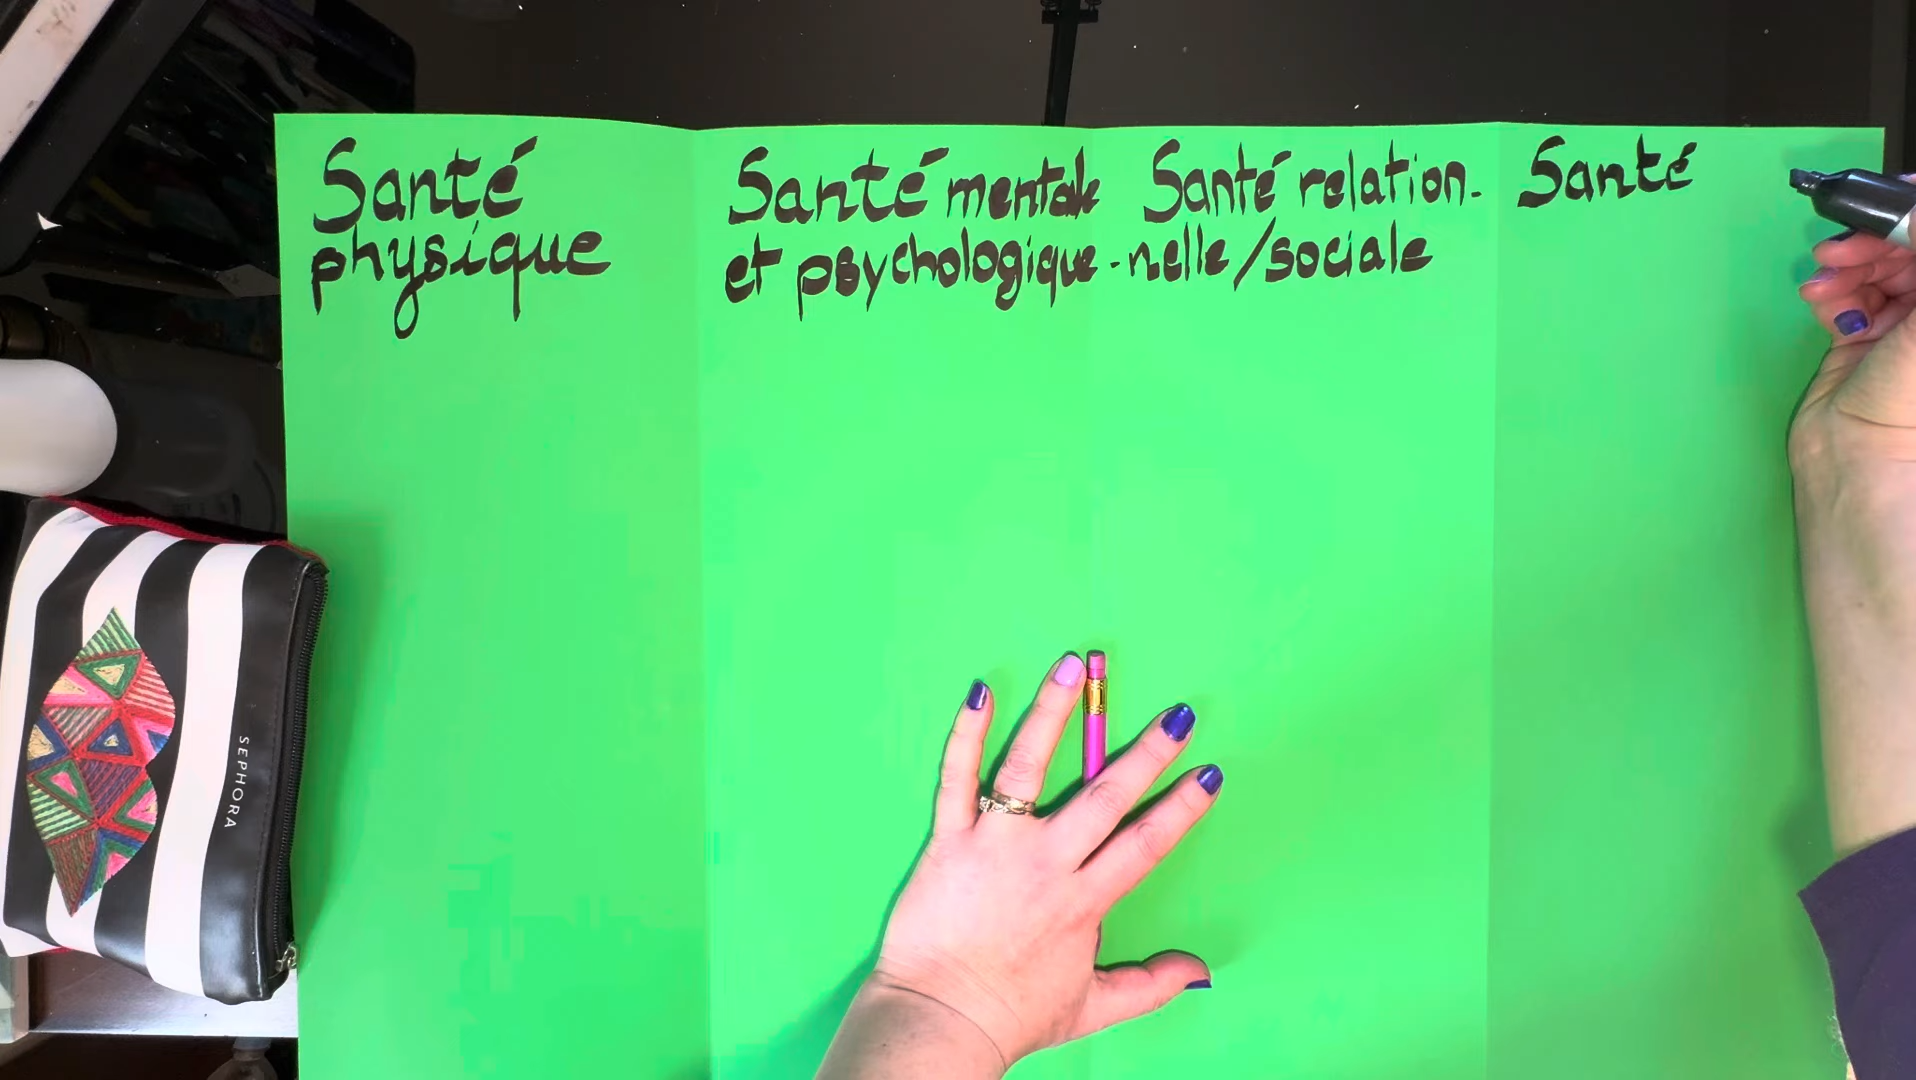 Santé
physique
Santé mentale
et psychologique
Santé relation-
-nelle/sociale
Santé
SEPHORA